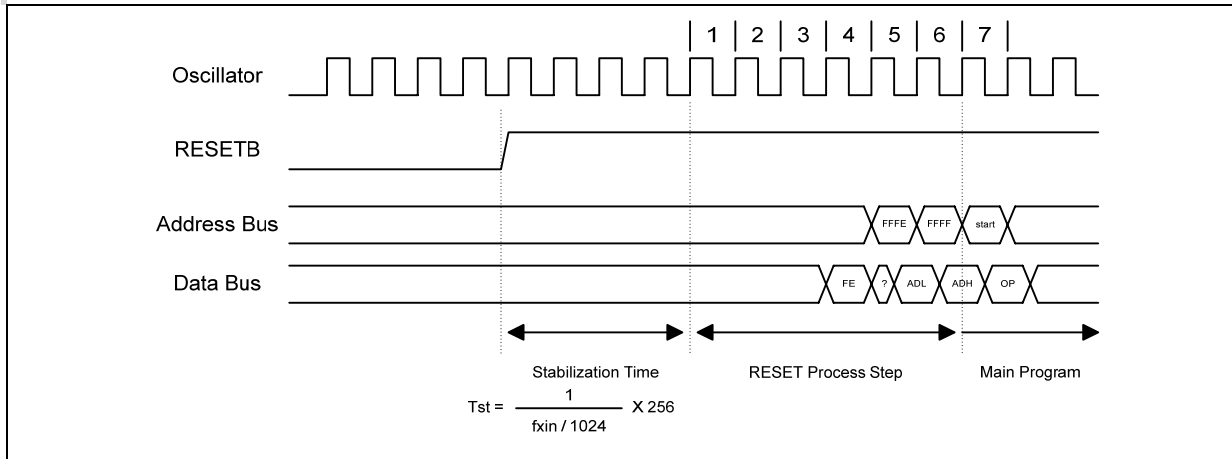 1 2 3 4 5 6 7
Oscillator
RESETB
Address Bus
FFFE FFFF start
Data Bus
FE ? ADL ADH OP
Stabilization Time
RESET Process Step
Main Program
Tst = 1 / fxin / 1024 X 256